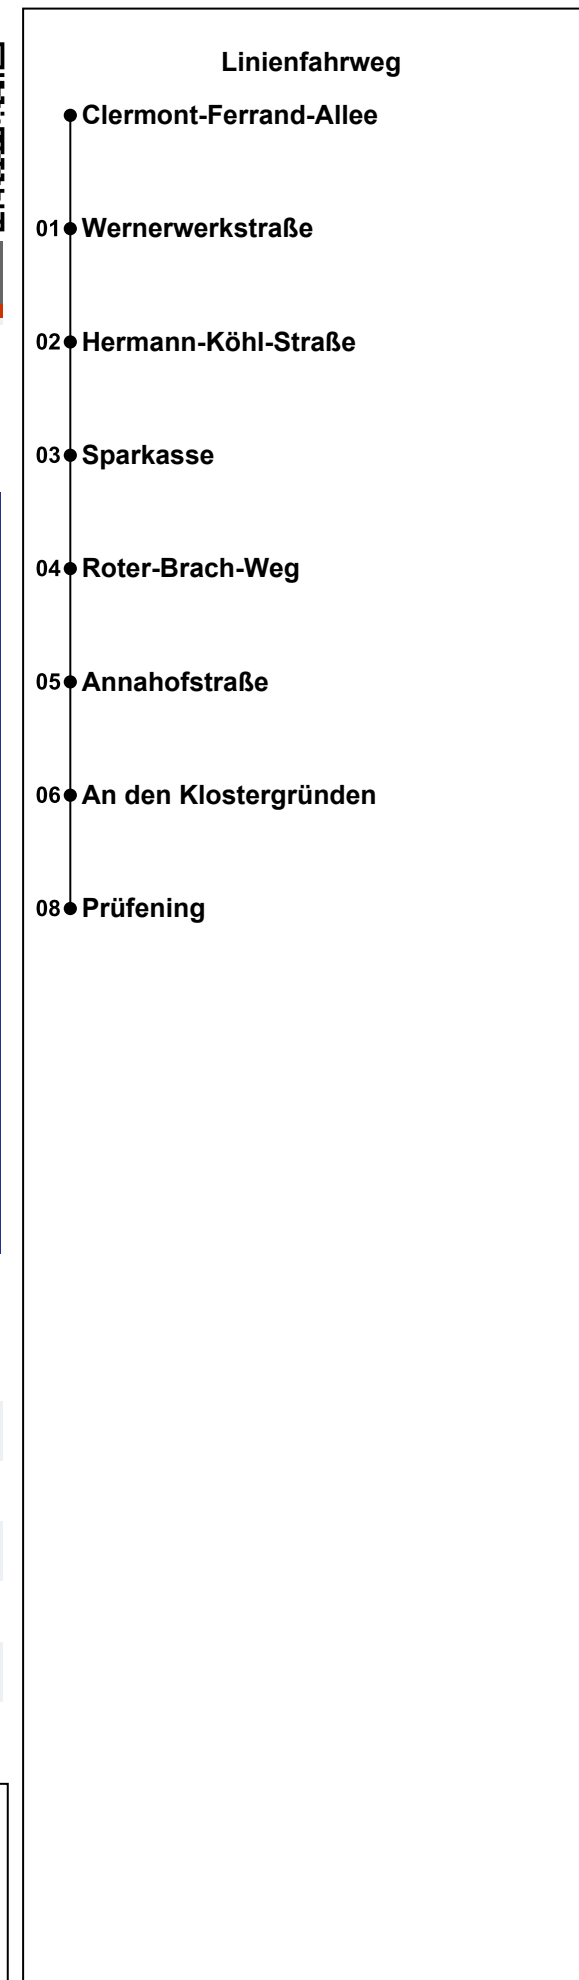 Linienfahrweg
Clermont-Ferrand-Allee
01 Wernerwerkstraße
02 Hermann-Köhl-Straße
03 Sparkasse
04 Roter-Brach-Weg
05 Annahofstraße
06 An den Klostergründen
08 Prüfening